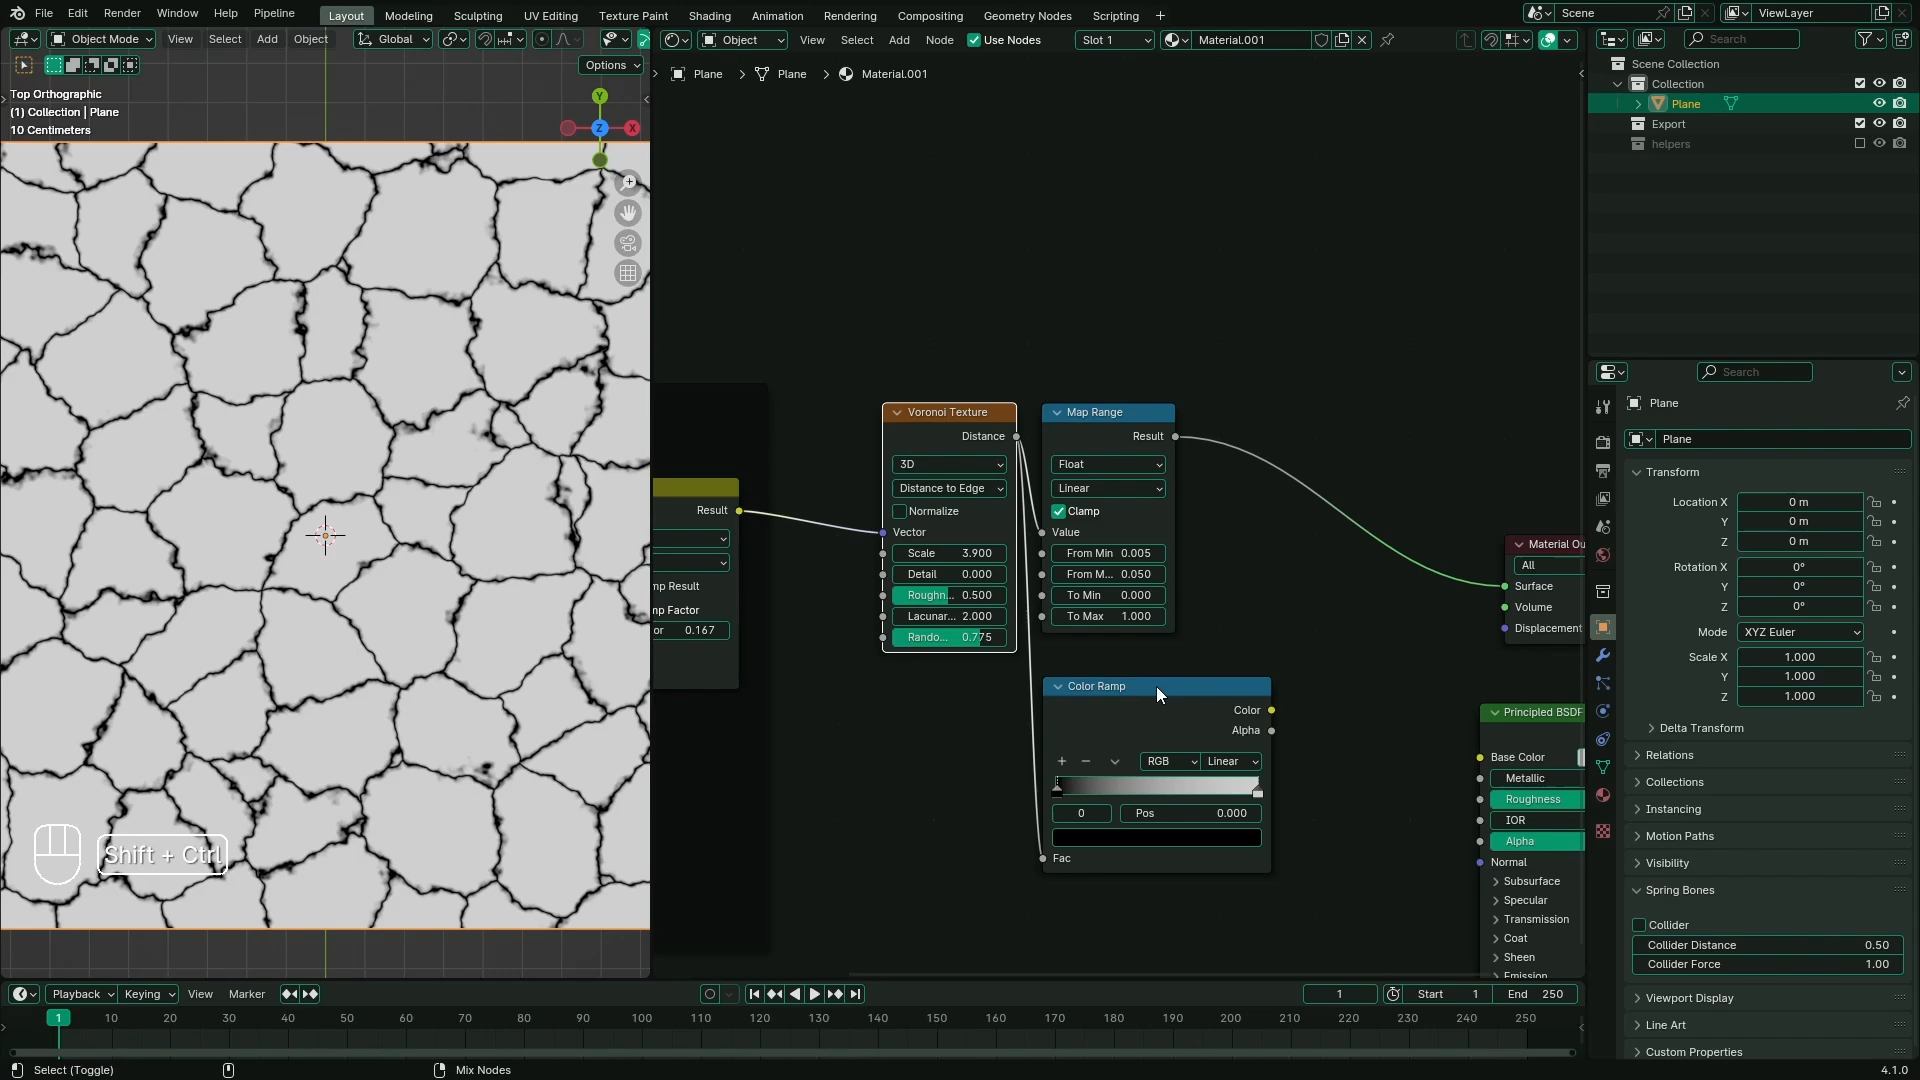 File Edit Render Window Help Pipeline Layout Modeling Sculpting UV Editing Texture Paint Shading Animation Rendering Compositing Geometry Nodes Scripting + Scene ViewLayer
Object Mode View Select Add Object Global
Object View Select Add Node Use Nodes Slot 1 Material.001
Search
Options
Plane > Plane > Material.001
Scene Collection
Collection
Plane
Export
helpers
Top Orthographic
(1) Collection | Plane
10 Centimeters
Y
Z
X
Shift + Ctrl
Result
mp Result
mp Factor
or 0.167
Voronoi Texture
Distance
3D
Distance to Edge
Normalize
Vector
Scale 3.900
Detail 0.000
Roughn... 0.500
Lacunar... 2.000
Rando... 0.775
Map Range
Result
Float
Linear
Clamp
Value
From Min 0.005
From M... 0.050
To Min 0.000
To Max 1.000
Color Ramp
Color
Alpha
RGB Linear
0 Pos 0.000
Fac
Material Ou
All
Surface
Volume
Displacement
Principled BSDF
Base Color
Metallic
Roughness
IOR
Alpha
Normal
Subsurface
Specular
Transmission
Coat
Sheen
Emission
Search
Plane
Plane
Transform
Location X 0 m
Y 0 m
Z 0 m
Rotation X 0°
Y 0°
Z 0°
Mode XYZ Euler
Scale X 1.000
Y 1.000
Z 1.000
Delta Transform
Relations
Collections
Instancing
Motion Paths
Visibility
Spring Bones
Collider
Collider Distance 0.50
Collider Force 1.00
Viewport Display
Line Art
Custom Properties
Playback Keying View Marker 1 Start 1 End 250
1 10 20 30 40 50 60 70 80 90 100 110 120 130 140 150 160 170 180 190 200 210 220 230 240 250
Select (Toggle) Mix Nodes 4.1.0